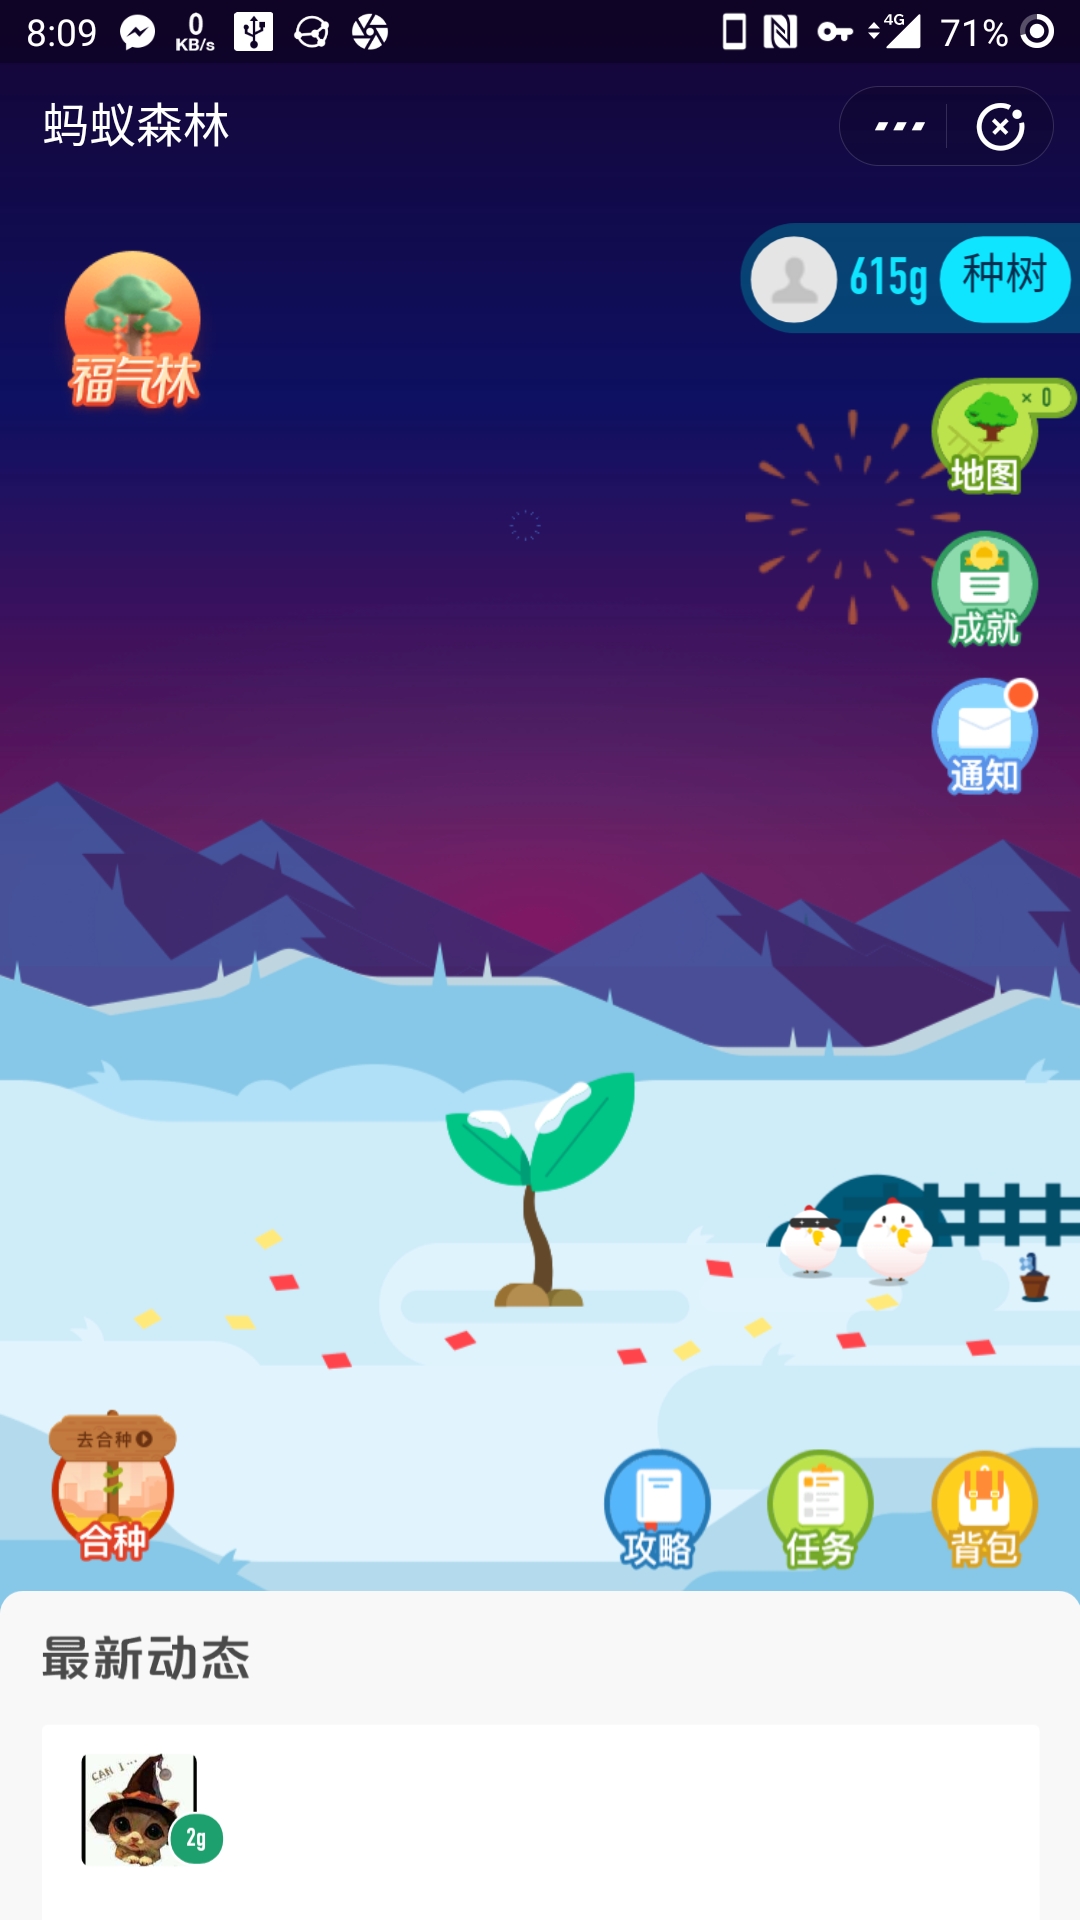 8:09
0
KB/s
4G
71%
蚂蚁森林
615g
种树
福气林
× 0
地图
成就
通知
去合种
合种
攻略
任务
背包
最新动态
CAN I...
2g